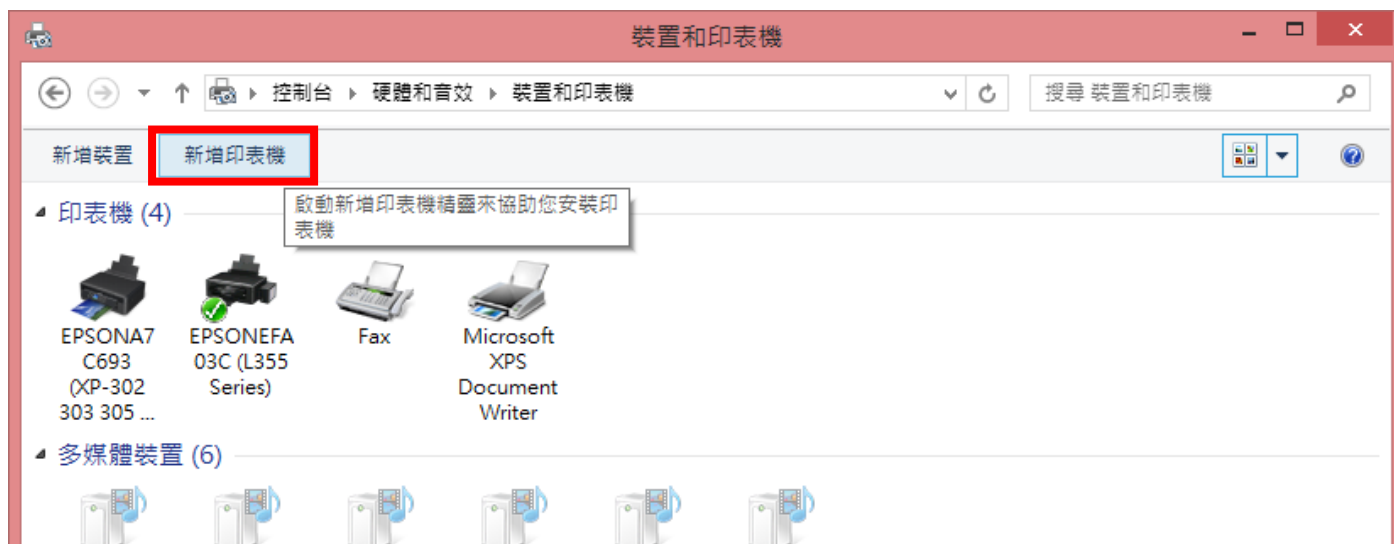 裝置和印表機
控制台 硬體和音效 裝置和印表機
搜尋 裝置和印表機
新增裝置 新增印表機
啟動新增印表機精靈來協助您安裝印
表機
印表機 (4)
EPSONA7
C693
(XP-302
303 305 ...
EPSONEFA
03C (L355
Series)
Fax
Microsoft
XPS
Document
Writer
多媒體裝置 (6)